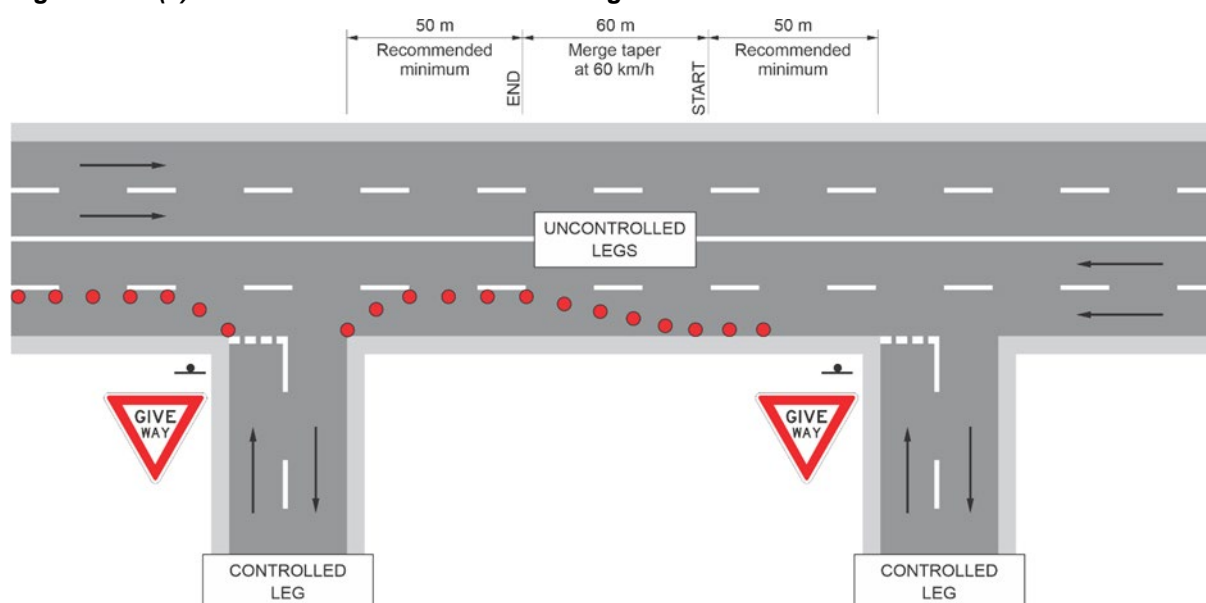 50 m
60 m
50 m
Recommended
minimum
Merge taper
at 60 km/h
Recommended
minimum
END
START
UNCONTROLLED
LEGS
GIVE
WAY
GIVE
WAY
CONTROLLED
LEG
CONTROLLED
LEG